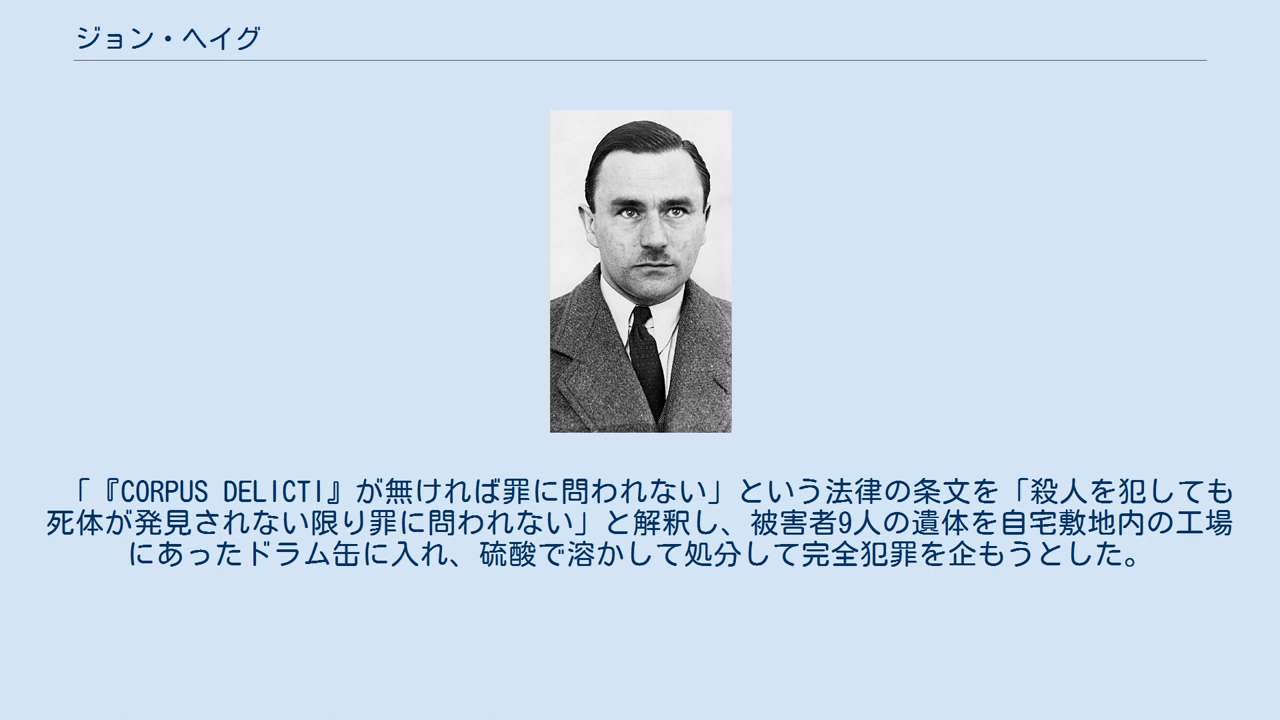 ジョン・ヘイグ
「『CORPUS DELICTI』が無ければ罪に問われない」という法律の条文を「殺人を犯しても
死体が発見されない限り罪に問われない」と解釈し、被害者9人の遺体を自宅敷地内の工場
にあったドラム缶に入れ、硫酸で溶かして処分して完全犯罪を企もうとした。